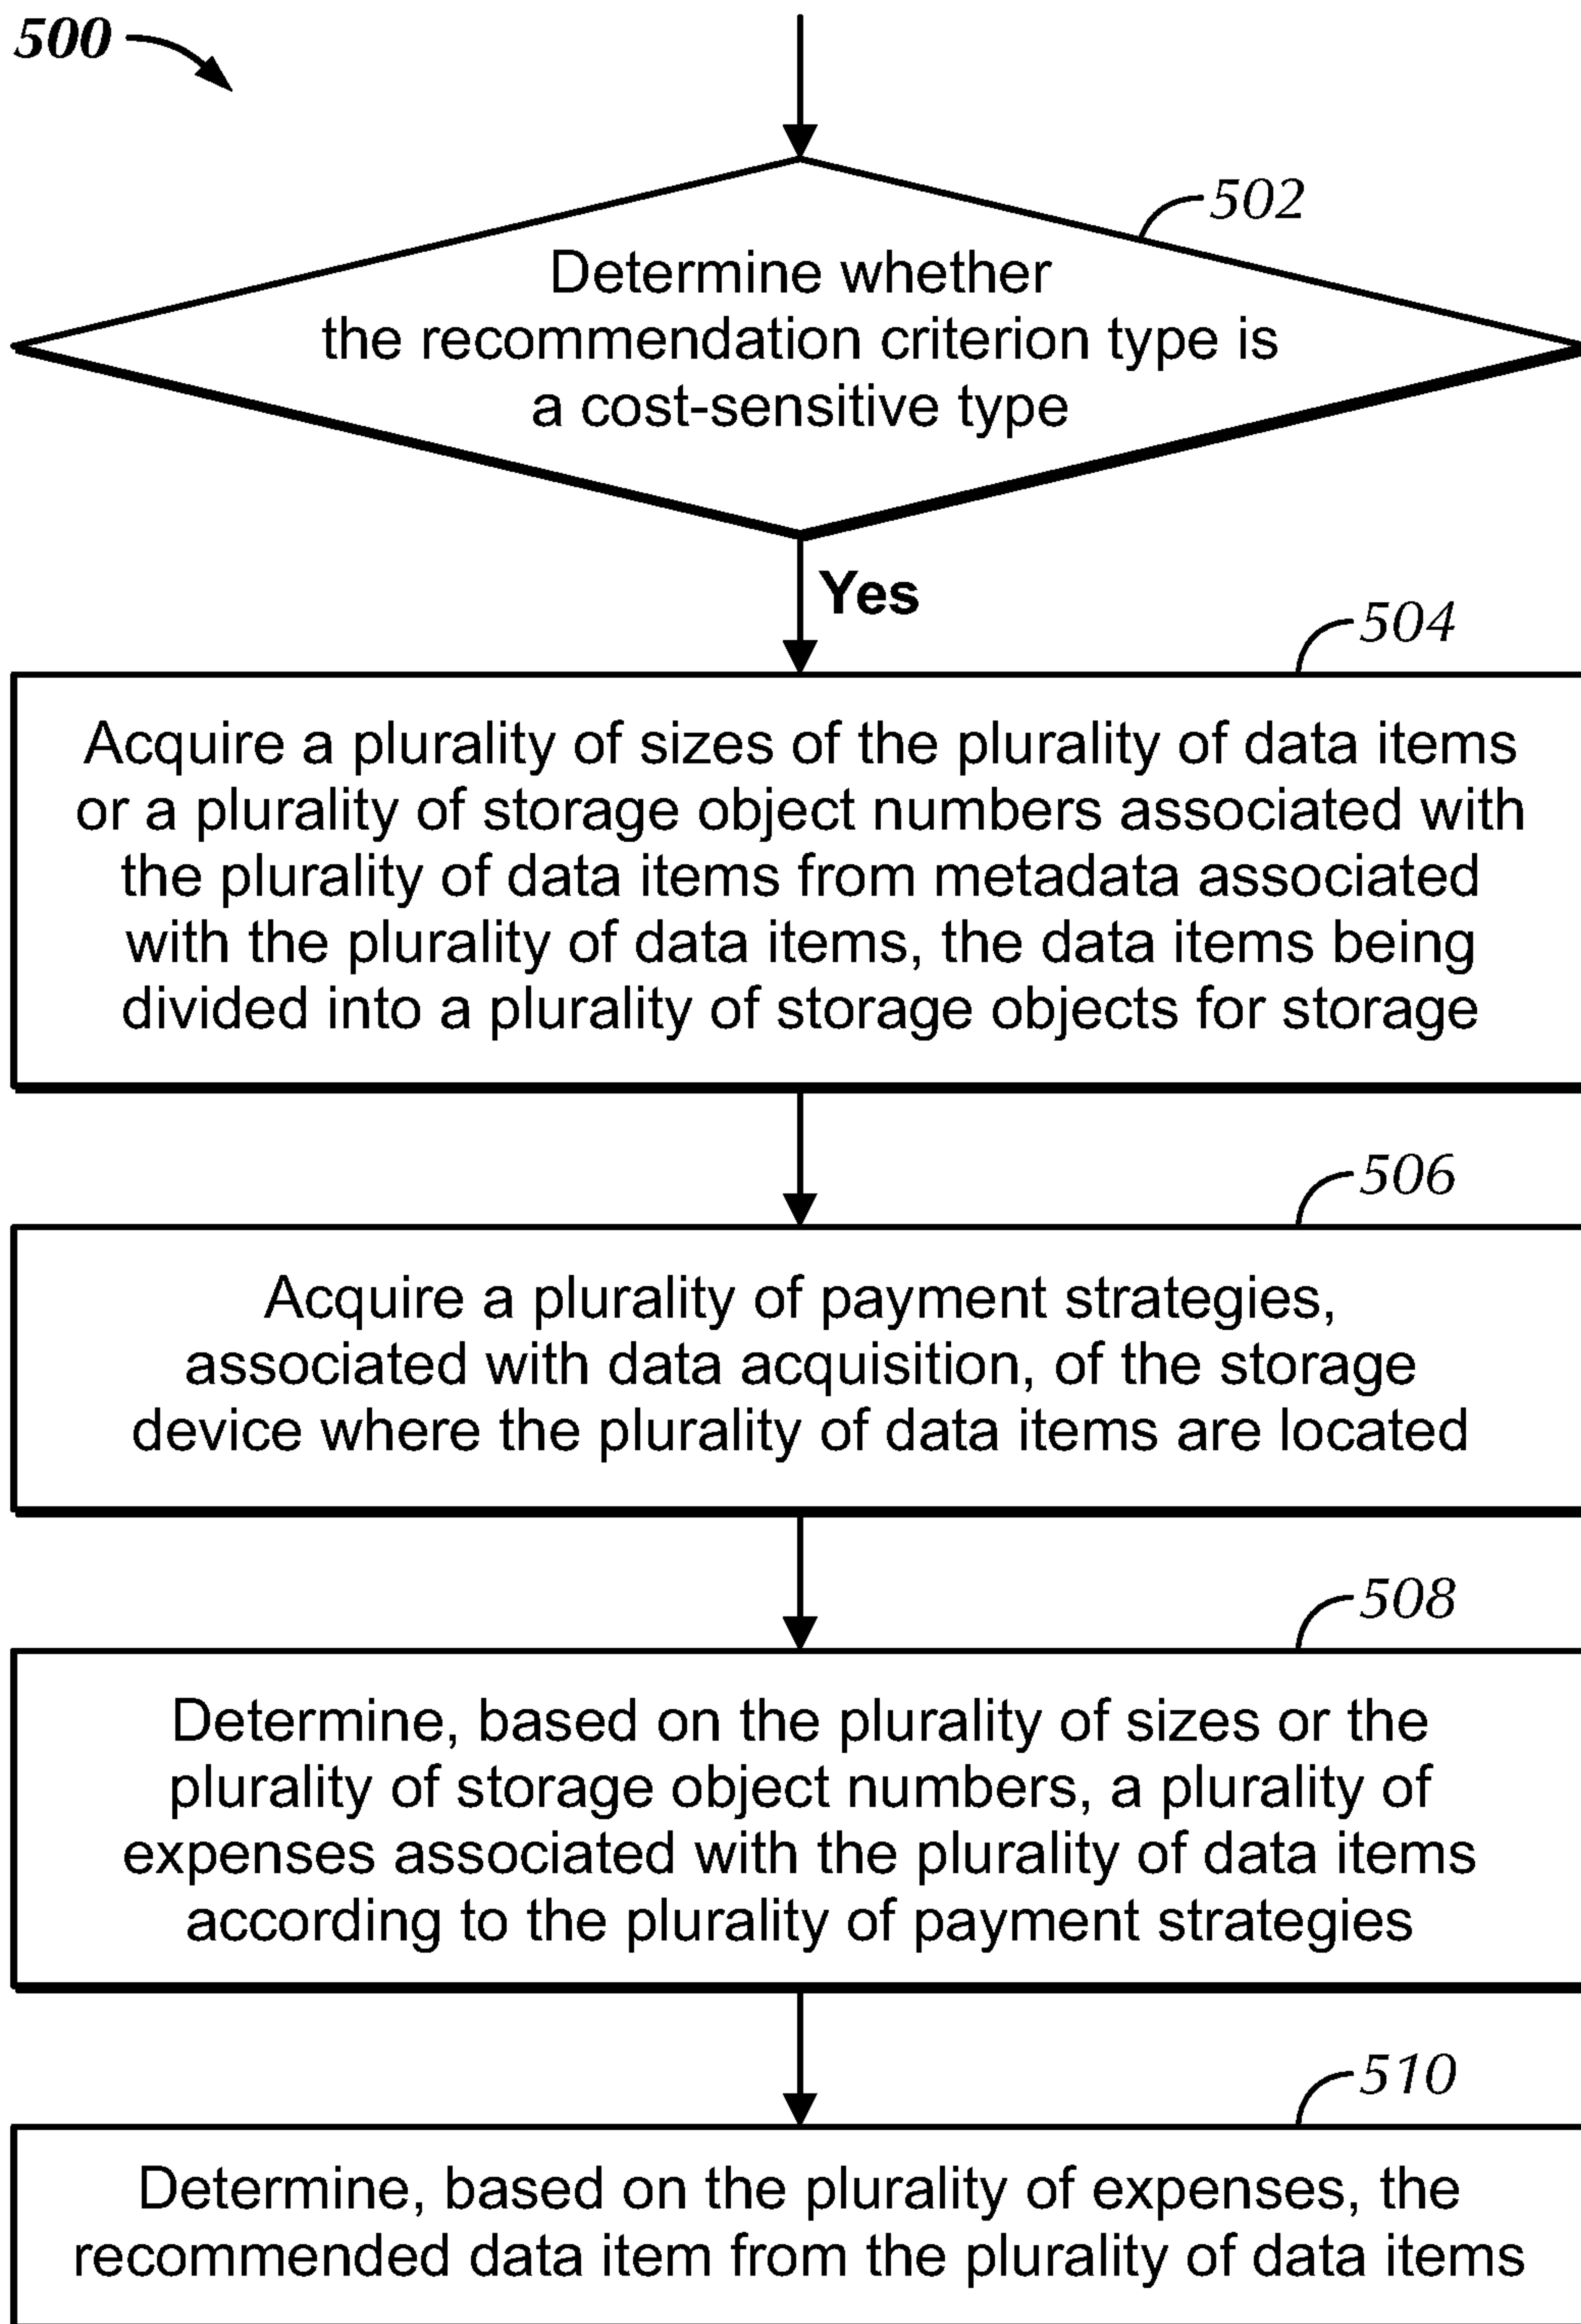 500
502
Determine whether
the recommendation criterion type is
a cost-sensitive type
Yes
504
Acquire a plurality of sizes of the plurality of data items
or a plurality of storage object numbers associated with
the plurality of data items from metadata associated
with the plurality of data items, the data items being
divided into a plurality of storage objects for storage
506
Acquire a plurality of payment strategies,
associated with data acquisition, of the storage
device where the plurality of data items are located
508
Determine, based on the plurality of sizes or the
plurality of storage object numbers, a plurality of
expenses associated with the plurality of data items
according to the plurality of payment strategies
510
Determine, based on the plurality of expenses, the
recommended data item from the plurality of data items